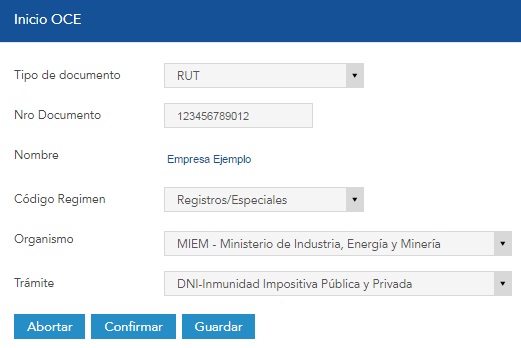 Inicio OCE
Tipo de documento RUT
Nro Documento 123456789012
Nombre Empresa Ejemplo
Código Regimen Registros/Especiales
Organismo MIEM - Ministerio de Industria, Energía y Minería
Trámite DNI-Inmunidad Impositiva Pública y Privada
Abortar Confirmar Guardar